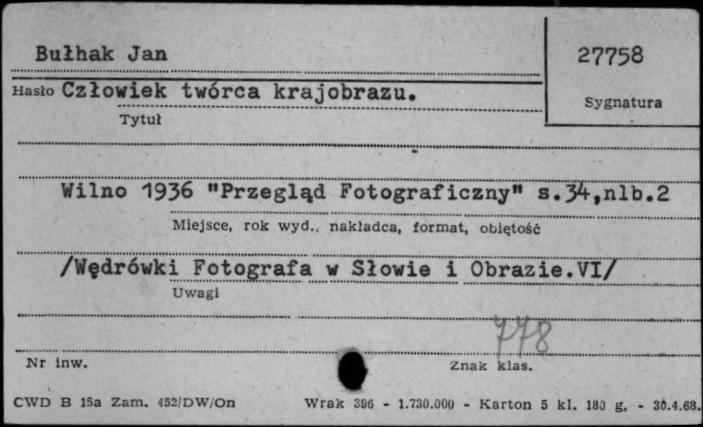 Bułhak Jan
27758
Hasło Człowiek twórca krajobrazu.
Sygnatura
Tytuł
Wilno 1936 "Przegląd Fotograficzny" s.34,nlb.2
Miejsce, rok wyd., nakładca, format, objętość
/Wędrówki Fotografa w Słowie i Obrazie.VI/
Uwagi
778
Nr inw.
Znak klas.
CWD B 15a Zam. 452/DW/On
Wrak 396 - 1.730.000 - Karton 5 kl. 180 g. - 30.4.68.